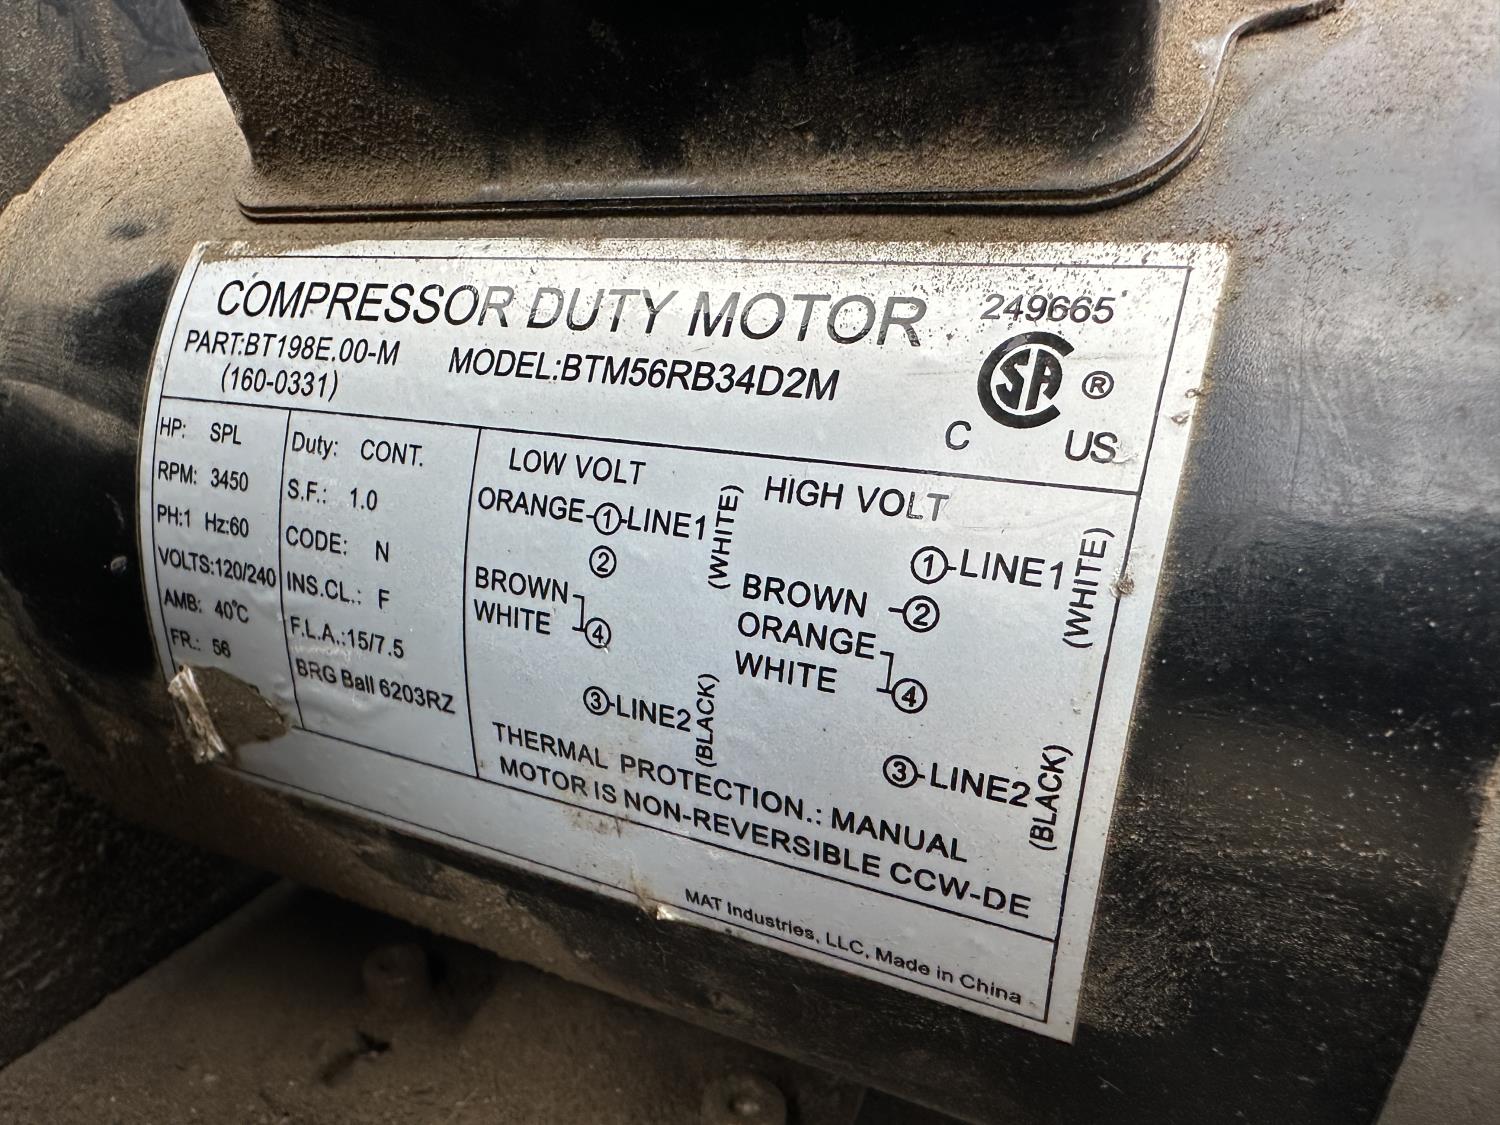 COMPRESSOR DUTY MOTOR
249665
PART:BT198E.00-M
(160-0331)
MODEL:BTM56RB34D2M
SA ®
C US
HP: SPL
RPM: 3450
PH:1 Hz:60
VOLTS:120/240
AMB: 40°C
FR.: 56
Duty: CONT.
S.F.: 1.0
CODE: N
INS.CL.: F
F.L.A.:15/7.5
BRG Ball 6203RZ
LOW VOLT
ORANGE-①-LINE1 (WHITE)
②
BROWN
WHITE ④
③-LINE2 (BLACK)
HIGH VOLT
①-LINE1 (WHITE)
BROWN -②
ORANGE
WHITE ④
③-LINE2 (BLACK)
THERMAL PROTECTION.: MANUAL
MOTOR IS NON-REVERSIBLE CCW-DE
MAT Industries, LLC, Made in China